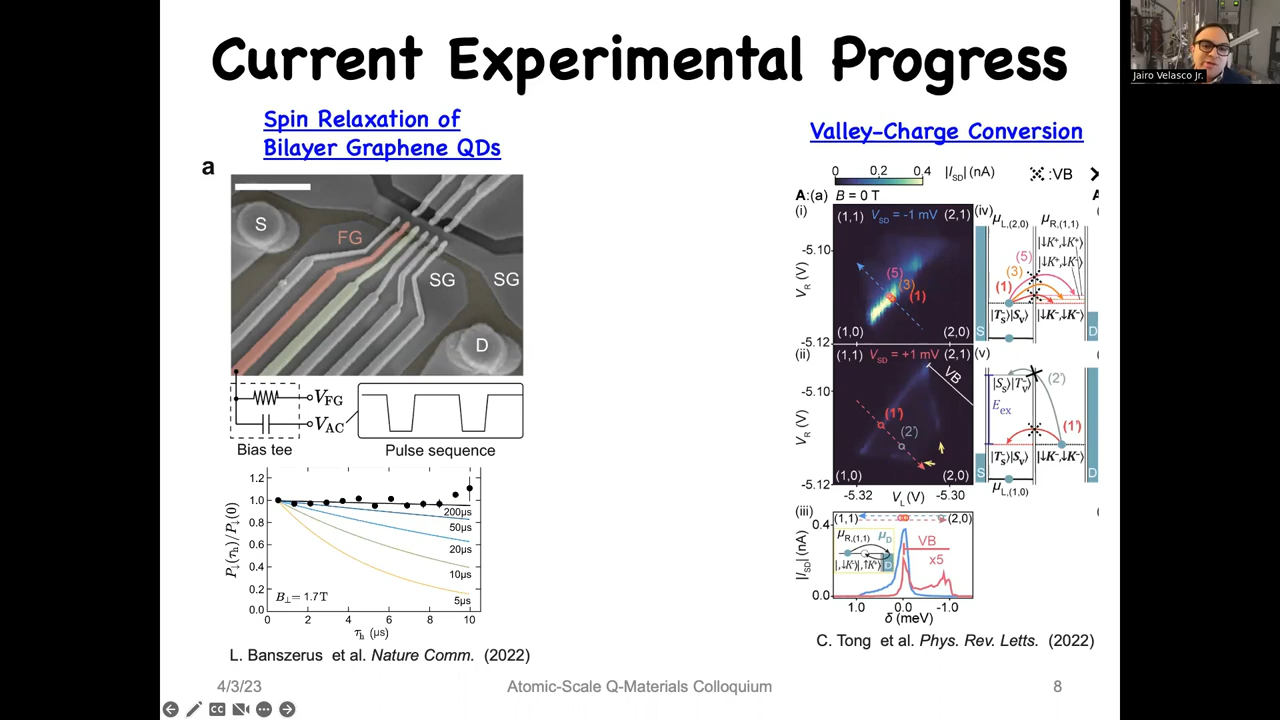 Current Experimental Progress
Jairo Velasco Jr.
Spin Relaxation of
Bilayer Graphene QDs
a
S
FG
SG
SG
D
V_FG
V_AC
Bias tee
Pulse sequence
1.2
1.0
0.8
0.6
0.4
0.2
0.0
P↓(τh)/P↓(0)
200µs
50µs
20µs
10µs
5µs
B⊥ = 1.7 T
0 2 4 6 8 10
τh (µs)
L. Banszerus et al. Nature Comm. (2022)
Valley-Charge Conversion
0 0,2 0.4 |I_SD| (nA)
:VB
A:(a) B = 0 T
(i)
(1,1) V_SD = -1 mV (2,1)
(5)
(3)
(1)
(1,0) (2,0)
-5.10
V_R (V)
-5.12
(iv)
μ_L,(2,0) μ_R,(1,1)
|↓K⁺,↓K⁺⟩
|↓K⁺,↓K⁻⟩
(5)
(3)
(1)
|T_S⁻⟩|S_V⟩ |↓K⁻,↓K⁻⟩
S D
(ii)
(1,1) V_SD = +1 mV (2,1)
VB
(1')
(2')
(1,0) (2,0)
-5.10
V_R (V)
-5.12
-5.32 V_L (V) -5.30
(v)
|S_S⟩|T_V⁻⟩
(2')
E_ex
(1')
|T_S⁻⟩|S_V⟩ |↓K⁻,↓K⁻⟩
S D
μ_L,(1,0)
(iii)
(1,1) (2,0)
0.4
|I_SD| (nA)
0.0
μ_R,(1,1) μ_D
D
VB
x5
1.0 0.0 -1.0
δ (meV)
C. Tong et al. Phys. Rev. Letts. (2022)
4/3/23
Atomic-Scale Q-Materials Colloquium
8
CC